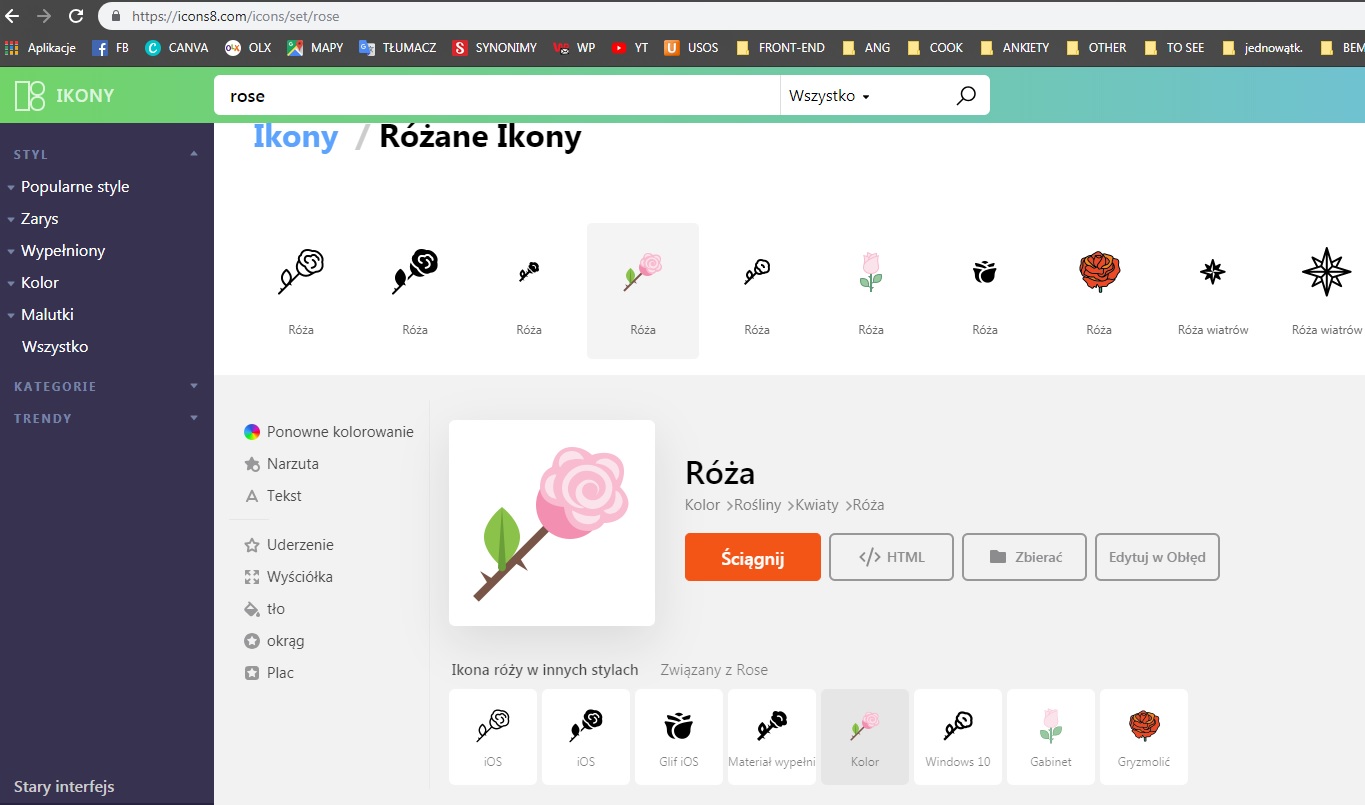 https://icons8.com/icons/set/rose
Aplikacje FB CANVA OLX MAPY TŁUMACZ SYNONIMY WP YT USOS FRONT-END ANG COOK ANKIETY OTHER TO SEE jednowątk. BEM
IKONY
rose Wszystko
Ikony / Różane Ikony
STYL
Popularne style
Zarys
Wypełniony
Kolor
Malutki
Wszystko
KATEGORIE
TRENDY
Stary interfejs
Róża Róża Róża Róża Róża Róża Róża Róża Róża wiatrów Róża wiatrów
Ponowne kolorowanie
Narzuta
Tekst
Uderzenie
Wyściółka
tło
okrąg
Plac
Róża
Kolor >Rośliny >Kwiaty >Róża
Ściągnij </> HTML Zbierać Edytuj w Obłęd
Ikona róży w innych stylach Związany z Rose
iOS iOS Glif iOS Materiał wypełni Kolor Windows 10 Gabinet Gryzmolić